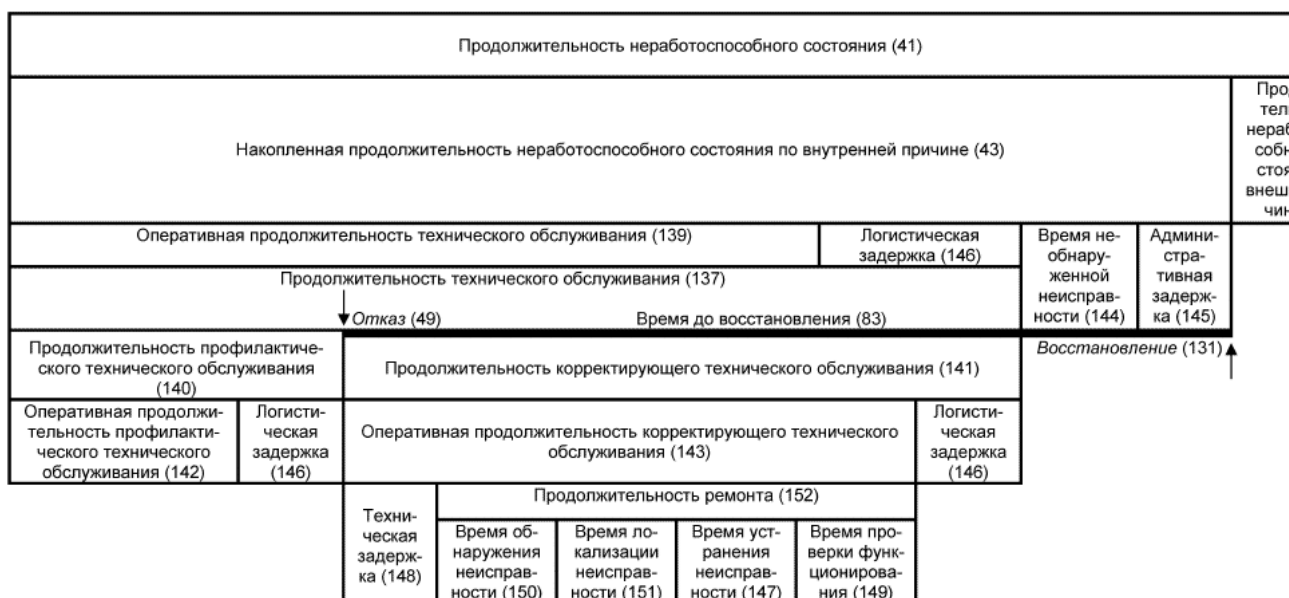 Продолжительность неработоспособного состояния (41)
Накопленная продолжительность неработоспособного состояния по внутренней причине (43)
Оперативная продолжительность технического обслуживания (139)
Логистическая
задержка (146)
Время не-
обнару-
женной
неисправ-
ности (144)
Админи-
стра-
тивная
задерж-
ка (145)
Продолжительность технического обслуживания (137)
Отказ (49)
Время до восстановления (83)
Восстановление (131)
Продолжительность профилактиче-
ского технического обслуживания
(140)
Продолжительность корректирующего технического обслуживания (141)
Оперативная продолжи-
тельность профилакти-
ческого технического
обслуживания (142)
Логисти-
ческая
задержка
(146)
Оперативная продолжительность корректирующего технического
обслуживания (143)
Логисти-
ческая
задержка
(146)
Техни-
ческая
задерж-
ка (148)
Продолжительность ремонта (152)
Время об-
наружения
неисправ-
ности (150)
Время ло-
кализации
неисправ-
ности (151)
Время уст-
ранения
неисправ-
ности (147)
Время про-
верки функ-
ционирова-
ния (149)